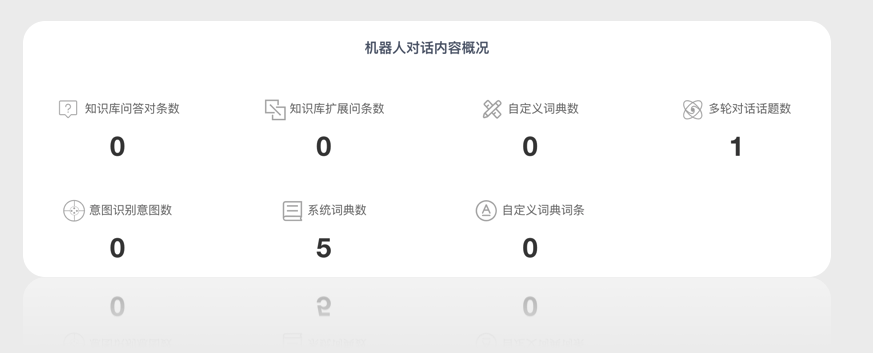 机器人对话内容概况
知识库问答对条数 知识库扩展问条数 自定义词典数 多轮对话话题数
0 0 0 1
意图识别意图数 系统词典数 自定义词典词条
0 5 0